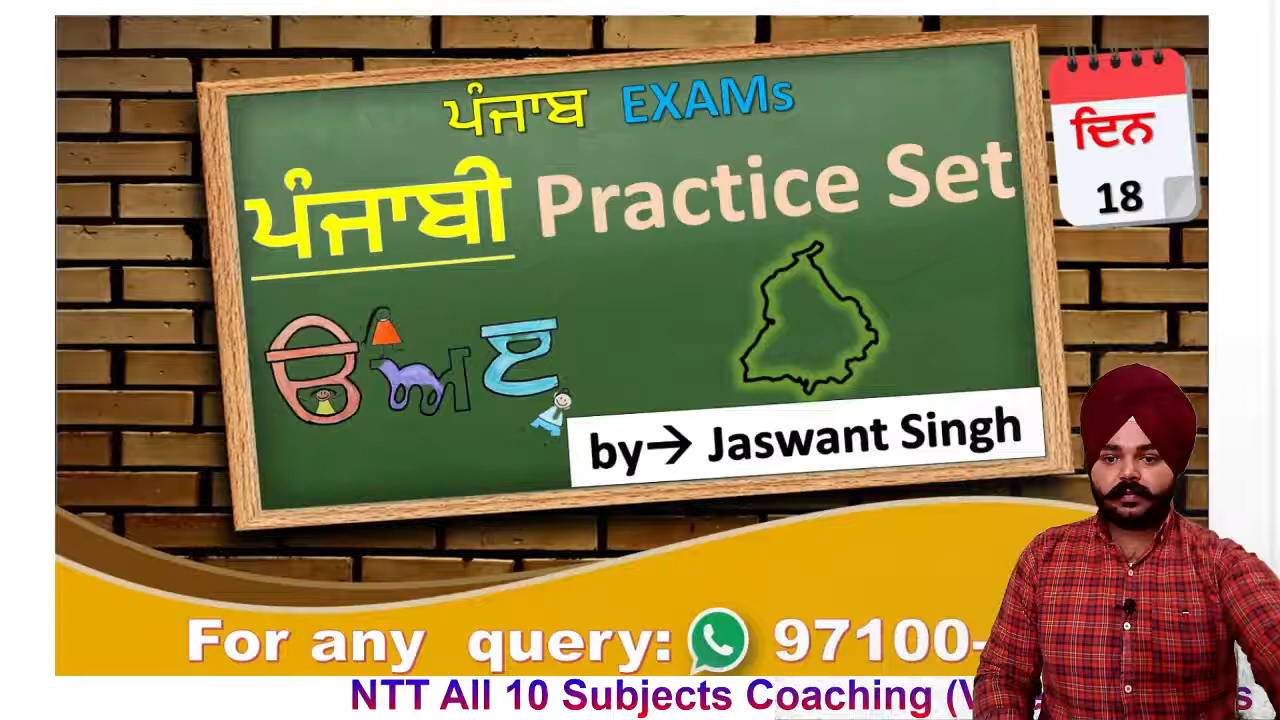 ਪੰਜਾਬ EXAMs
ਪੰਜਾਬੀ Practice Set
ਦਿਨ
18
ੳ ਅ ੲ
by→ Jaswant Singh
For any query: 97100-
NTT All 10 Subjects Coaching